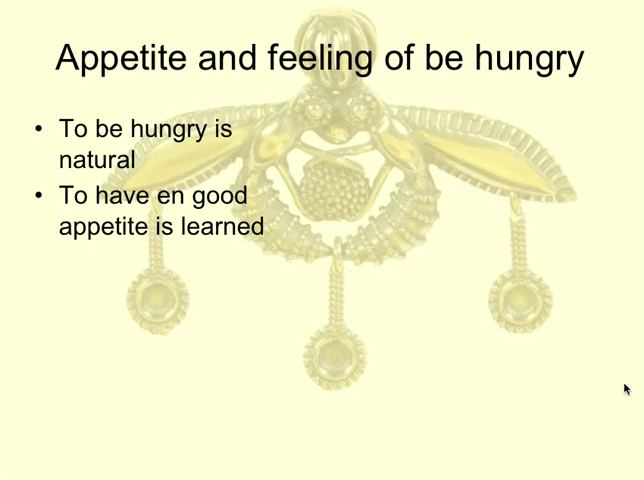 Appetite and feeling of be hungry
• To be hungry is
natural
• To have en good
appetite is learned